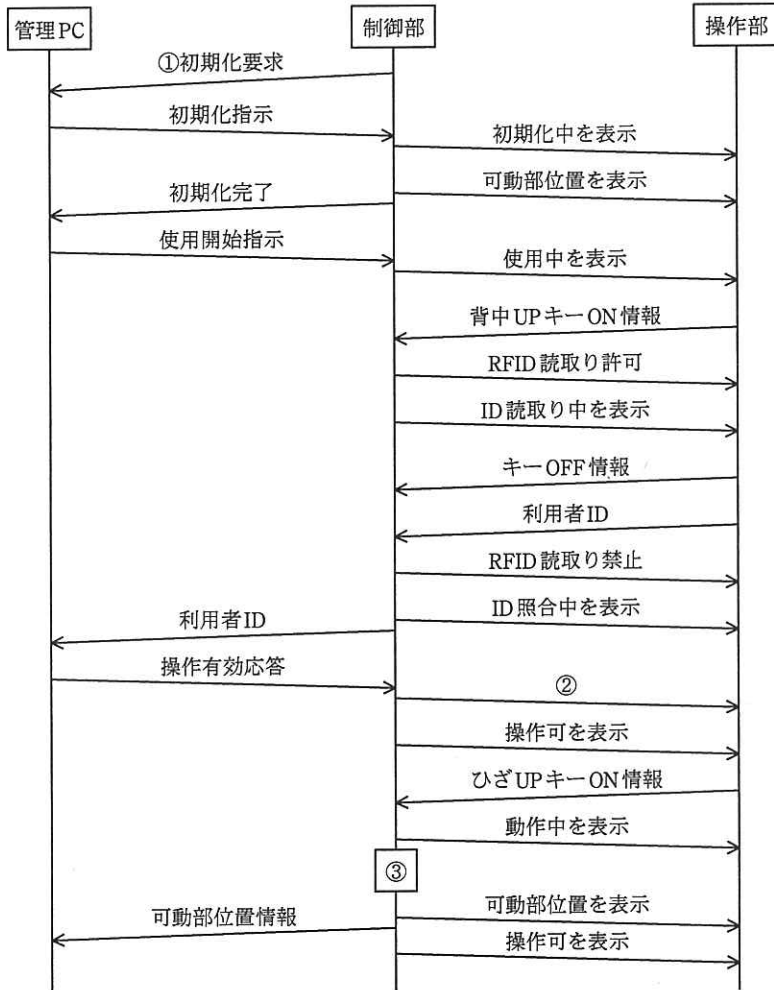 管理PC
制御部
操作部
①初期化要求
初期化指示
初期化中を表示
可動部位置を表示
初期化完了
使用開始指示
使用中を表示
背中UPキーON情報
RFID読取り許可
ID読取り中を表示
キーOFF情報
利用者ID
RFID読取り禁止
ID照合中を表示
利用者ID
操作有効応答
②
操作可を表示
ひざUPキーON情報
動作中を表示
③
可動部位置を表示
可動部位置情報
操作可を表示